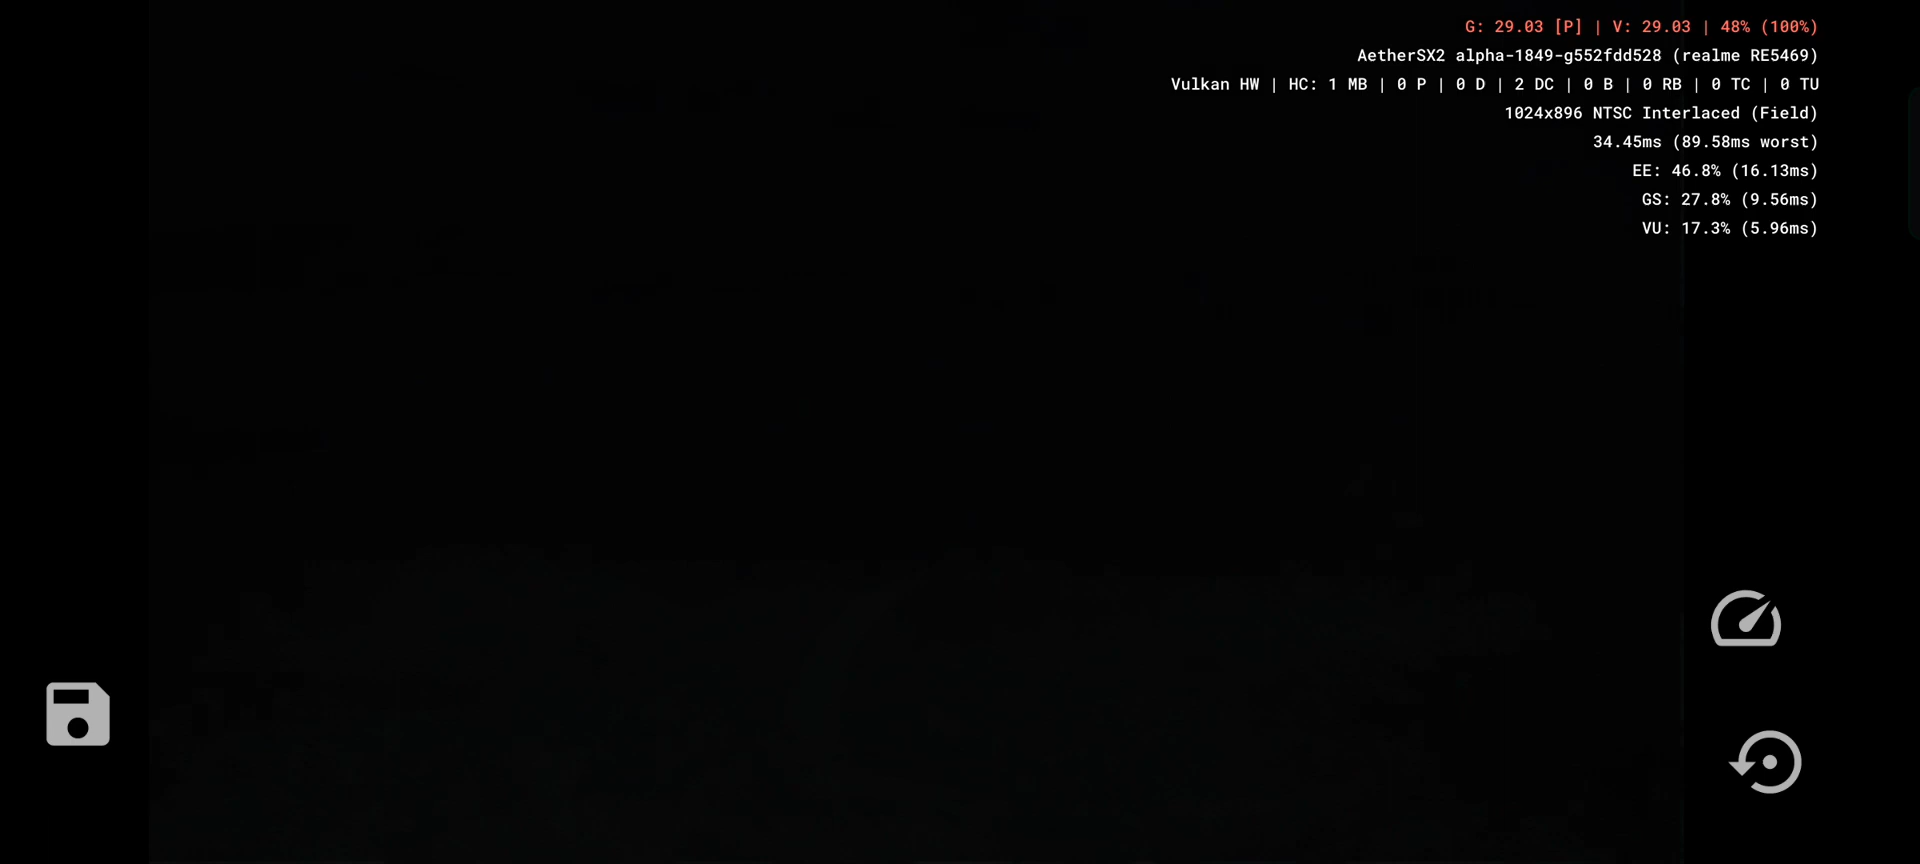 G: 29.03 [P] | V: 29.03 | 48% (100%)
AetherSX2 alpha-1849-g552fdd528 (realme RE5469)
Vulkan HW | HC: 1 MB | 0 P | 0 D | 2 DC | 0 B | 0 RB | 0 TC | 0 TU
1024x896 NTSC Interlaced (Field)
34.45ms (89.58ms worst)
EE: 46.8% (16.13ms)
GS: 27.8% (9.56ms)
VU: 17.3% (5.96ms)